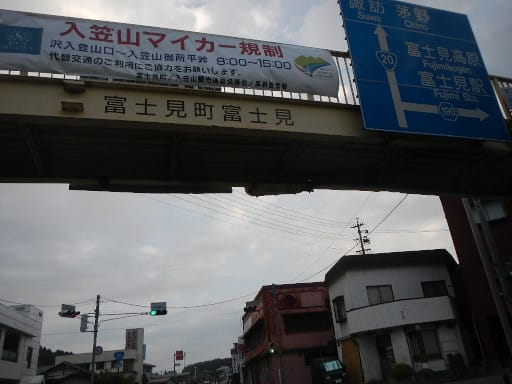 入笠山マイカー規制
沢入登山口～入笠山御所平峠 8:00～15:00
代替交通のご利用にご協力をお願いします。
富士見町富士見
諏訪 茅野
Suwa Chino
20
富士見高原
Fujimikogen
富士見駅
Fujimi Sta.
190